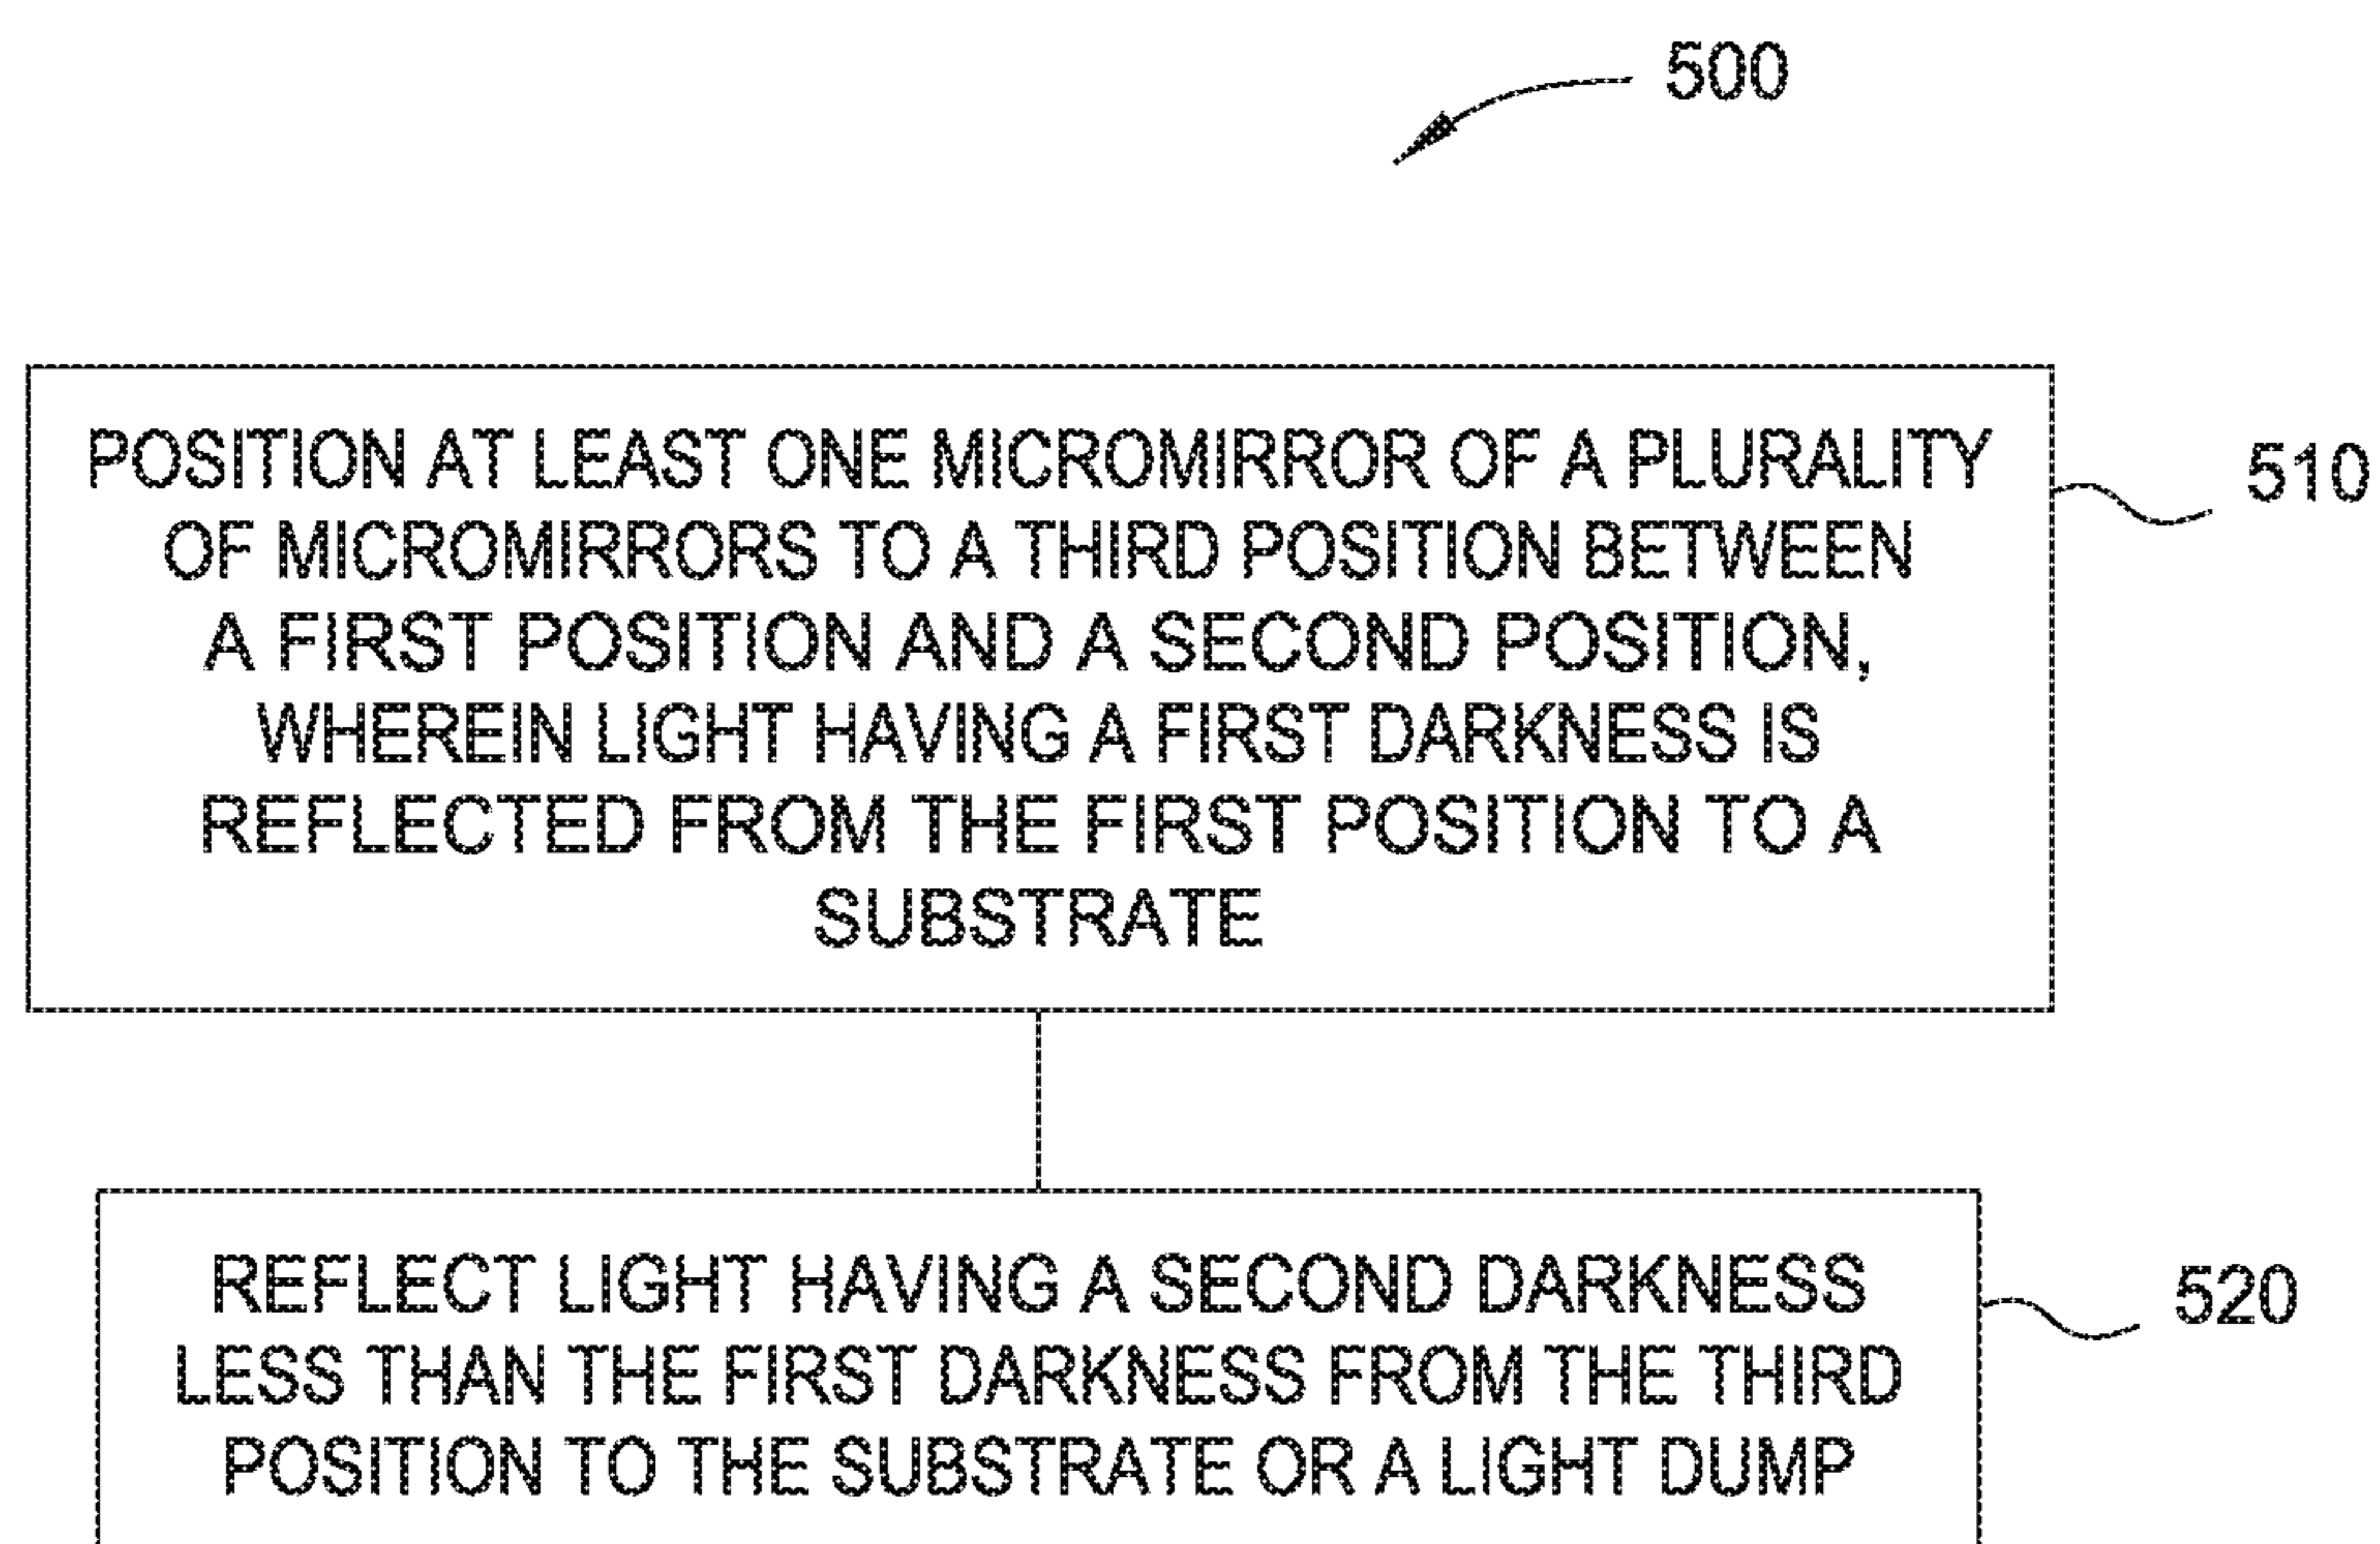 500
POSITION AT LEAST ONE MICROMIRROR OF A PLURALITY
OF MICROMIRRORS TO A THIRD POSITION BETWEEN
A FIRST POSITION AND A SECOND POSITION,
WHEREIN LIGHT HAVING A FIRST DARKNESS IS
REFLECTED FROM THE FIRST POSITION TO A
SUBSTRATE
510
REFLECT LIGHT HAVING A SECOND DARKNESS
LESS THAN THE FIRST DARKNESS FROM THE THIRD
POSITION TO THE SUBSTRATE OR A LIGHT DUMP
520